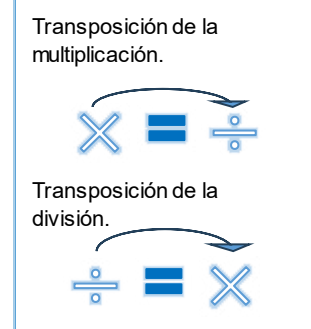 Transposición de la
multiplicación.
× = ÷
Transposición de la
división.
÷ = ×